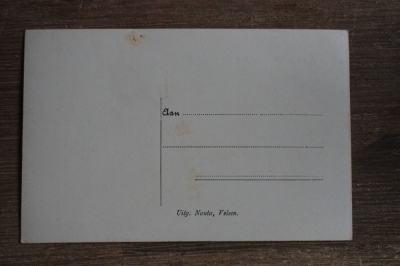 Aan
Uitg. Nauta, Velsen.